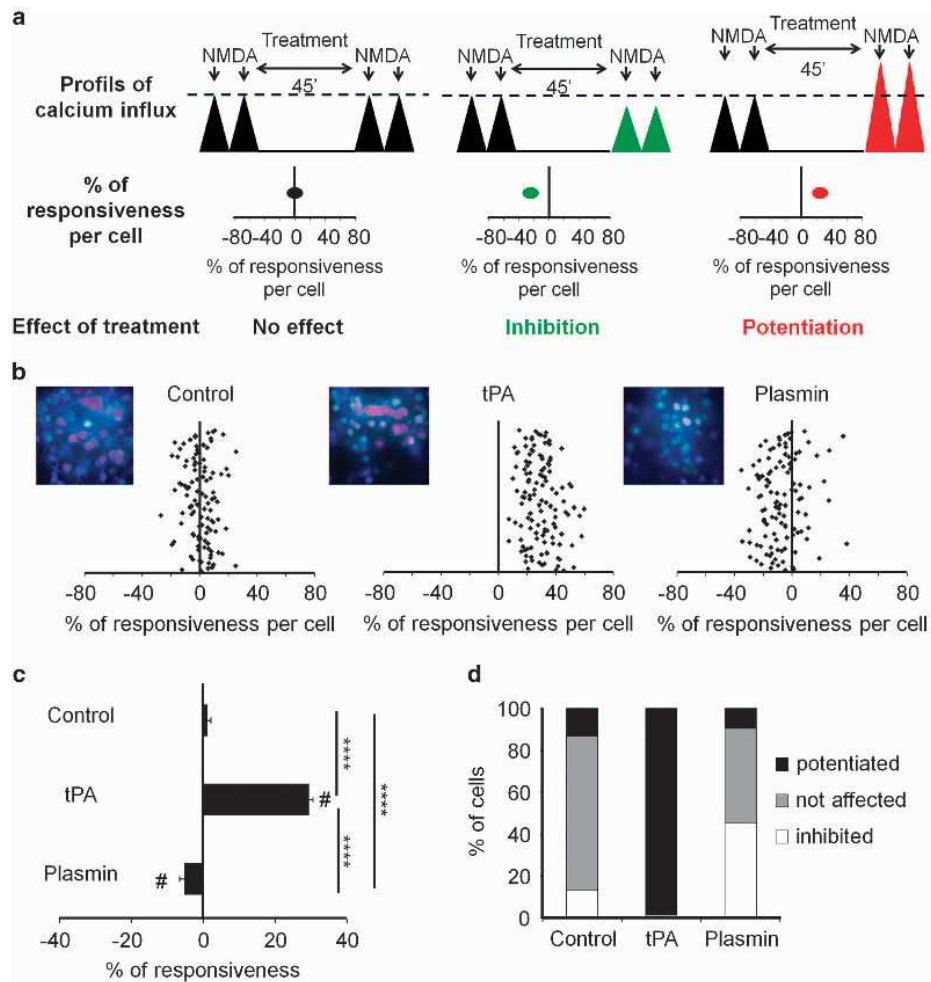 a
Treatment
NMDA NMDA
45'
Treatment
NMDA NMDA
45'
Treatment
NMDA NMDA
45'
Profils of
calcium influx
% of
responsiveness
per cell
-80 -40 0 40 80
% of responsiveness
per cell
-80 -40 0 40 80
% of responsiveness
per cell
-80 -40 0 40 80
% of responsiveness
per cell
Effect of treatment No effect Inhibition Potentiation
b
Control tPA Plasmin
-80 -40 0 40 80
% of responsiveness per cell
-80 -40 0 40 80
% of responsiveness per cell
-80 -40 0 40 80
% of responsiveness per cell
c
Control
tPA #
Plasmin #
****
****
****
-40 -20 0 20 40
% of responsiveness
d
% of cells
100
80
60
40
20
0
Control tPA Plasmin
potentiated
not affected
inhibited